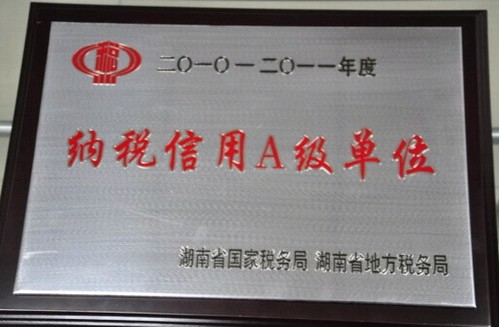 二〇一〇一二〇一一年度
纳税信用A级单位
湖南省国家税务局 湖南省地方税务局